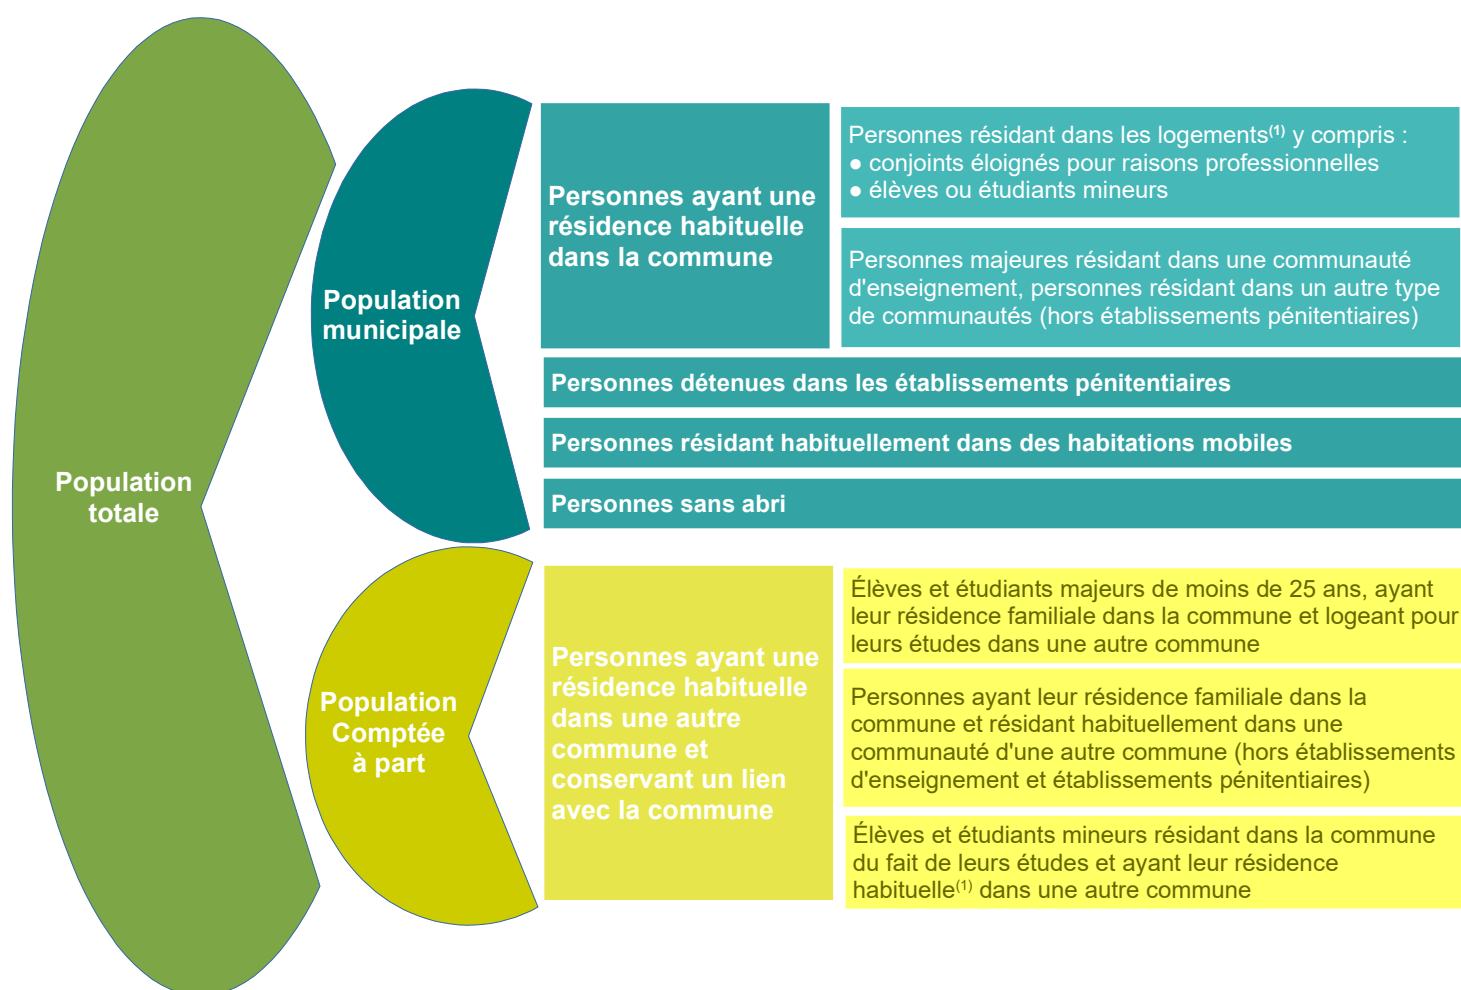 Population
totale
Population
municipale
Personnes ayant une
résidence habituelle
dans la commune
Personnes résidant dans les logements(1) y compris :
● conjoints éloignés pour raisons professionnelles
● élèves ou étudiants mineurs
Personnes majeures résidant dans une communauté
d'enseignement, personnes résidant dans un autre type
de communautés (hors établissements pénitentiaires)
Personnes détenues dans les établissements pénitentiaires
Personnes résidant habituellement dans des habitations mobiles
Personnes sans abri
Population
Comptée
à part
Personnes ayant une
résidence habituelle
dans une autre
commune et
conservant un lien
avec la commune
Élèves et étudiants majeurs de moins de 25 ans, ayant
leur résidence familiale dans la commune et logeant pour
leurs études dans une autre commune
Personnes ayant leur résidence familiale dans la
commune et résidant habituellement dans une
communauté d'une autre commune (hors établissements
d'enseignement et établissements pénitentiaires)
Élèves et étudiants mineurs résidant dans la commune
du fait de leurs études et ayant leur résidence
habituelle(1) dans une autre commune